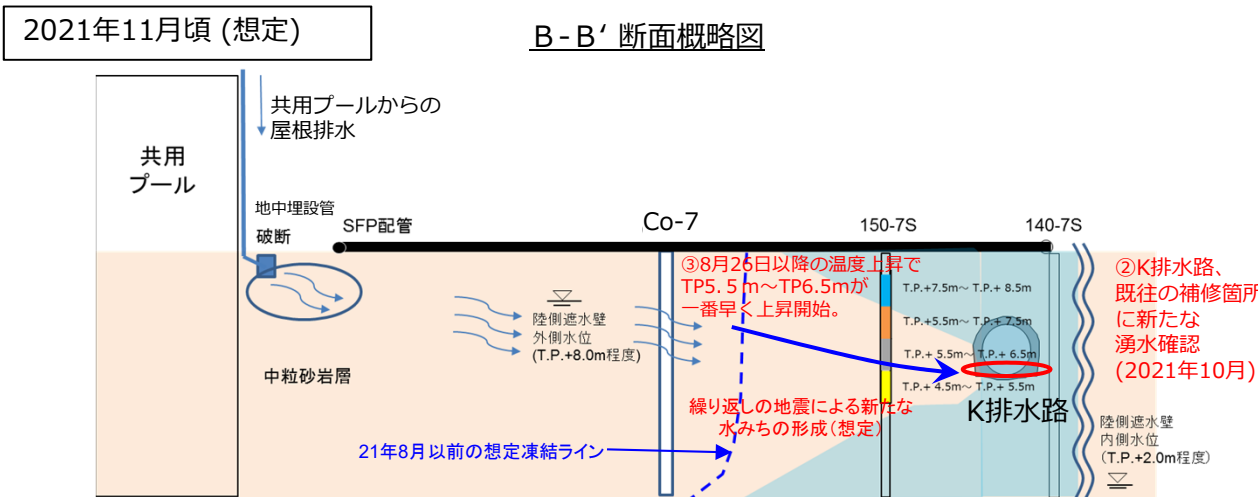 2021年11月頃 (想定)
B-B‘ 断面概略図
共用プールからの
屋根排水
共用
プール
地中埋設管
破断
SFP配管
Co-7
150-7S
140-7S
③8月26日以降の温度上昇で
TP5.５m～TP6.5mが
一番早く上昇開始。
②K排水路、
既往の補修箇所
に新たな
湧水確認
(2021年10月)
T.P.+7.5m～ T.P.+ 8.5m
T.P.+5.5m～ T.P.+ 7.5m
T.P.+ 5.5m～ T.P.+ 6.5m
T.P.+ 4.5m～ T.P.+ 5.5m
陸側遮水壁
外側水位
(T.P.+8.0m程度)
中粒砂岩層
繰り返しの地震による新たな
水みちの形成(想定)
K排水路
21年8月以前の想定凍結ライン
陸側遮水壁
内側水位
(T.P.+2.0m程度)